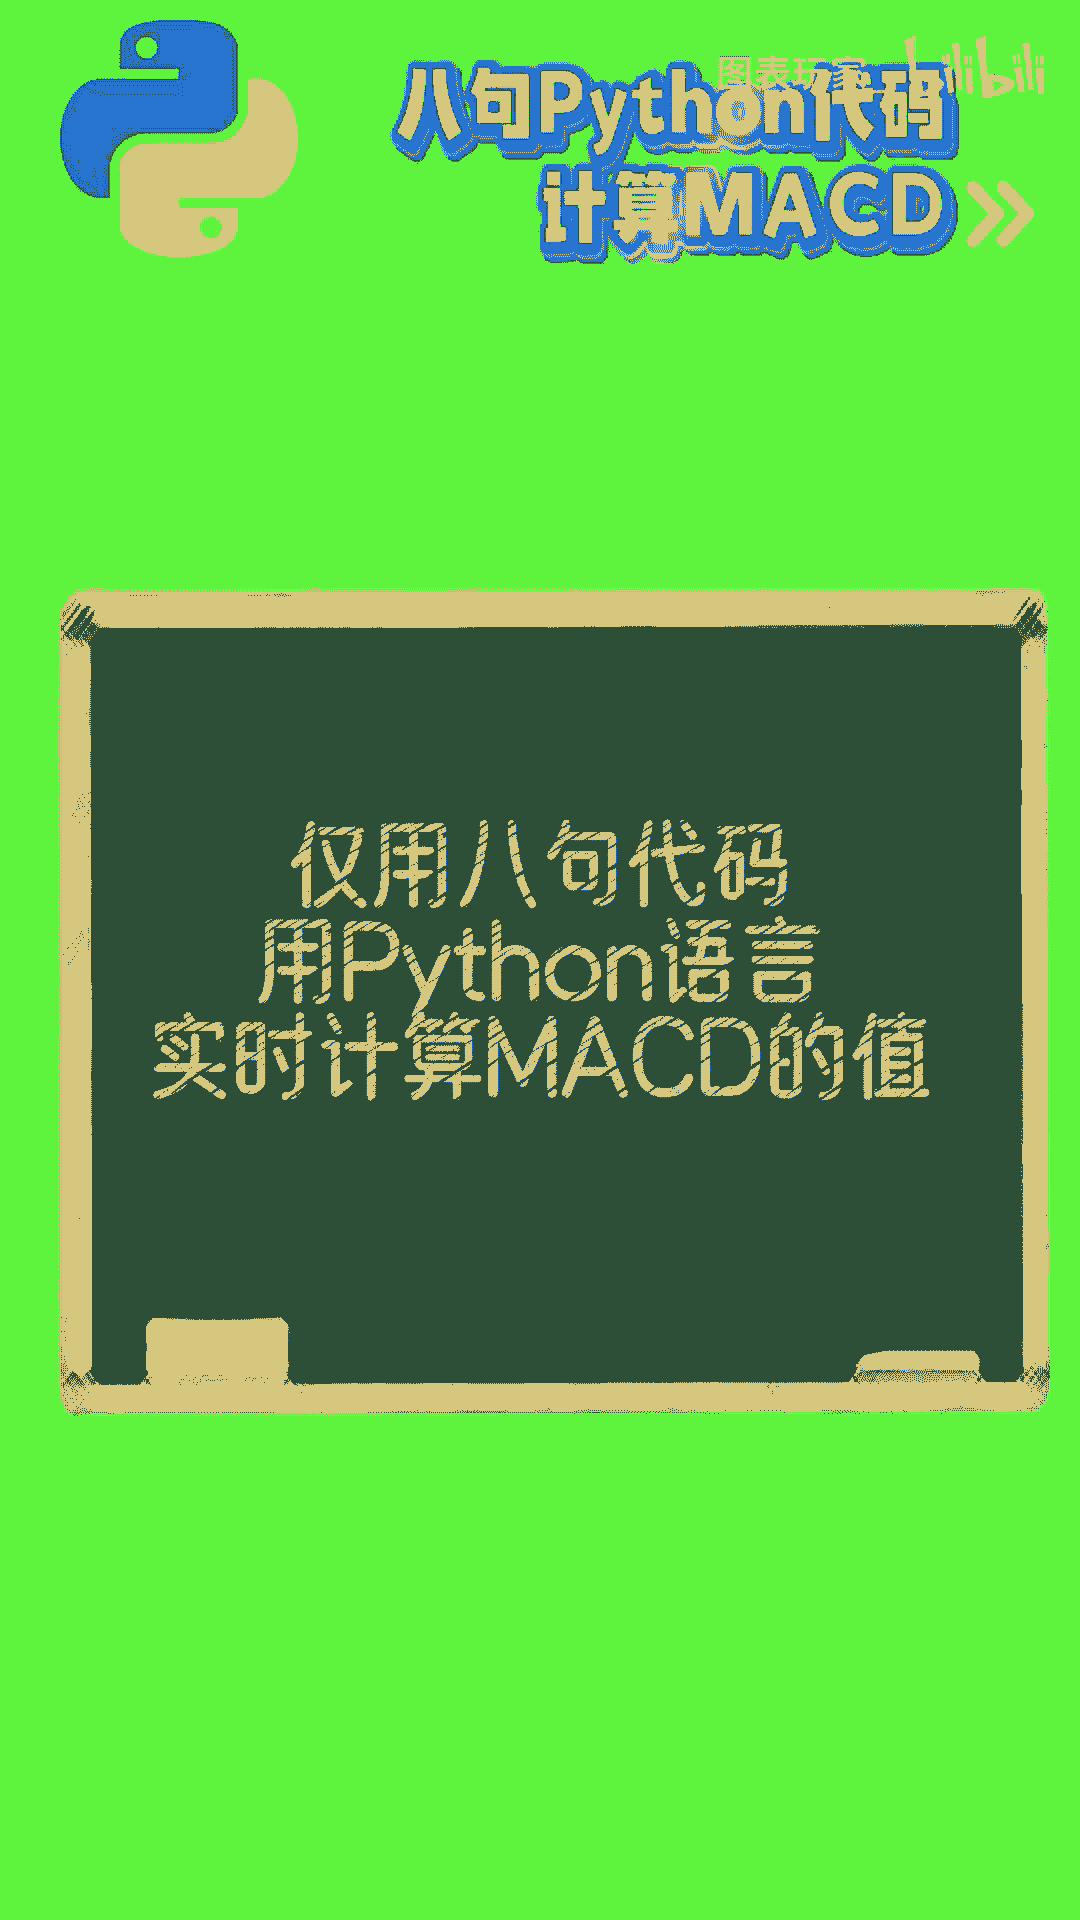 图表玩家 bilibili
八句Python代码
计算MACD
仅用八句代码
用Python语言
实时计算MACD的值